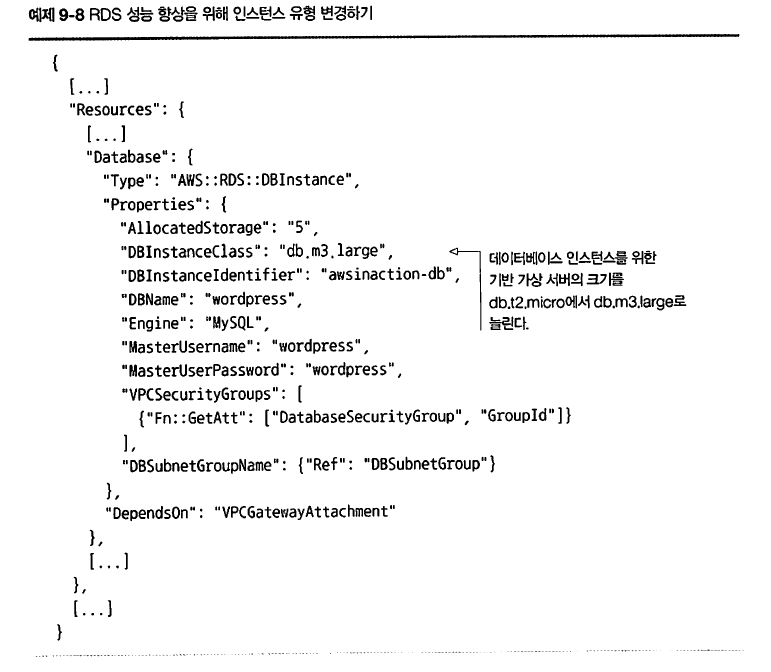 예제 9-8 RDS 성능 향상을 위해 인스턴스 유형 변경하기
{
[...]
"Resources": {
[...]
"Database": {
"Type": "AWS::RDS::DBInstance",
"Properties": {
"AllocatedStorage": "5",
"DBInstanceClass": "db.m3.large",
"DBInstanceIdentifier": "awsinaction-db",
"DBName": "wordpress",
"Engine": "MySQL",
"MasterUsername": "wordpress",
"MasterUserPassword": "wordpress",
"VPCSecurityGroups": [
{"Fn::GetAtt": ["DatabaseSecurityGroup", "GroupId"]}
],
"DBSubnetGroupName": {"Ref": "DBSubnetGroup"}
},
"DependsOn": "VPCGatewayAttachment"
},
[...]
},
[...]
}
데이터베이스 인스턴스를 위한
기반 가상 서버의 크기를
db.t2.micro에서 db.m3.large로
늘린다.